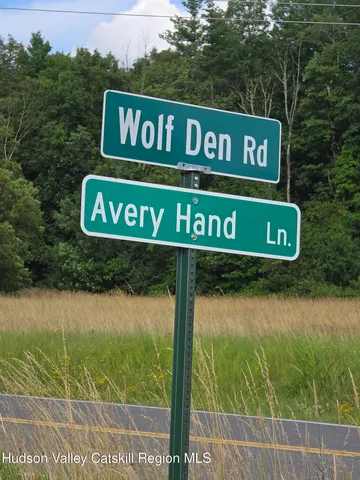 Wolf Den Rd
Avery Hand Ln.
Hudson Valley Catskill Region MLS